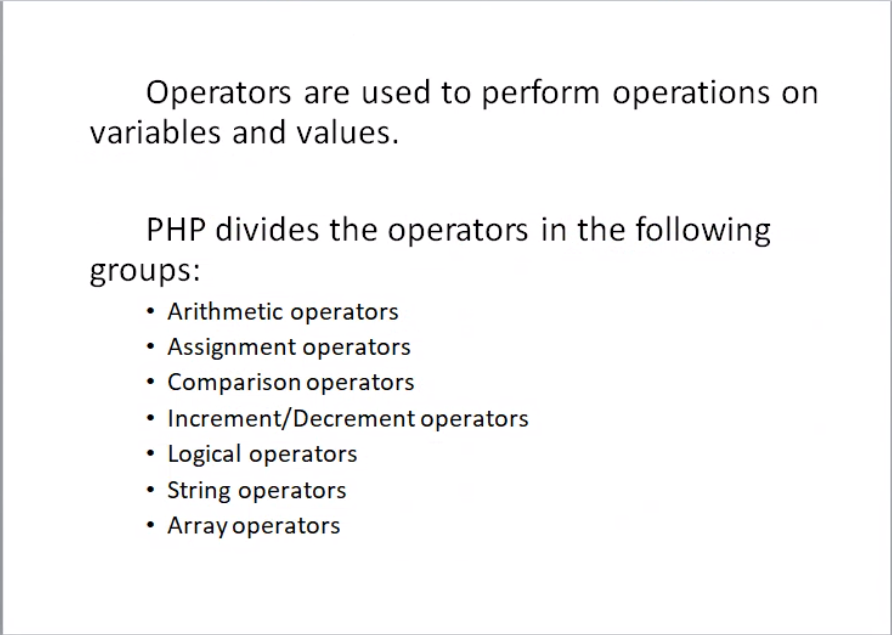 Operators are used to perform operations on
variables and values.
PHP divides the operators in the following
groups:
• Arithmetic operators
• Assignment operators
• Comparison operators
• Increment/Decrement operators
• Logical operators
• String operators
• Array operators